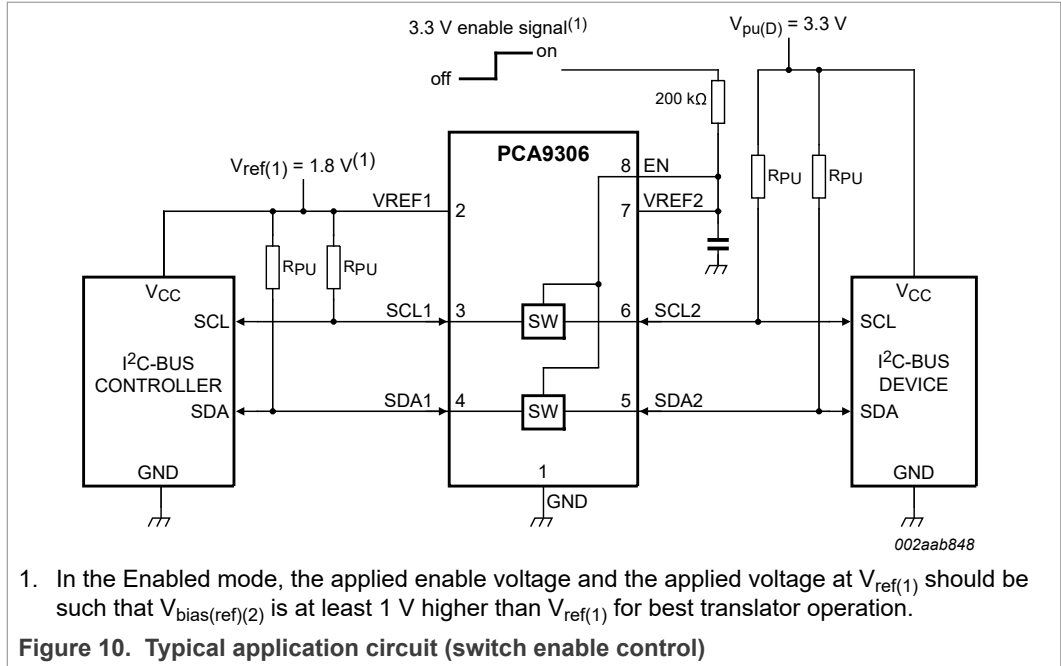 3.3 V enable signal(1)
on
off
Vpu(D) = 3.3 V
200 kΩ
PCA9306
Vref(1) = 1.8 V(1)
8 EN
RPU RPU
VREF1 2
7 VREF2
RPU RPU
VCC
VCC
SCL
SCL1 3
SW
6 SCL2
SCL
I2C-BUS
CONTROLLER
I2C-BUS
DEVICE
SDA
SDA1 4
SW
5 SDA2
SDA
GND
1
GND
GND
002aab848
1. In the Enabled mode, the applied enable voltage and the applied voltage at Vref(1) should be
such that Vbias(ref)(2) is at least 1 V higher than Vref(1) for best translator operation.
Figure 10. Typical application circuit (switch enable control)